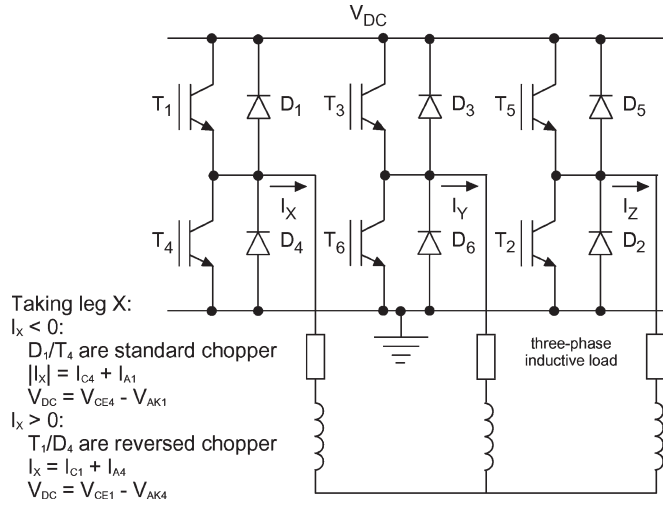 V_DC
T_1 D_1 T_3 D_3 T_5 D_5
I_X I_Y I_Z
T_4 D_4 T_6 D_6 T_2 D_2
Taking leg X:
I_X < 0:
D_1/T_4 are standard chopper
|I_X| = I_C4 + I_A1
V_DC = V_CE4 - V_AK1
I_X > 0:
T_1/D_4 are reversed chopper
I_X = I_C1 + I_A4
V_DC = V_CE1 - V_AK4
three-phase
inductive load